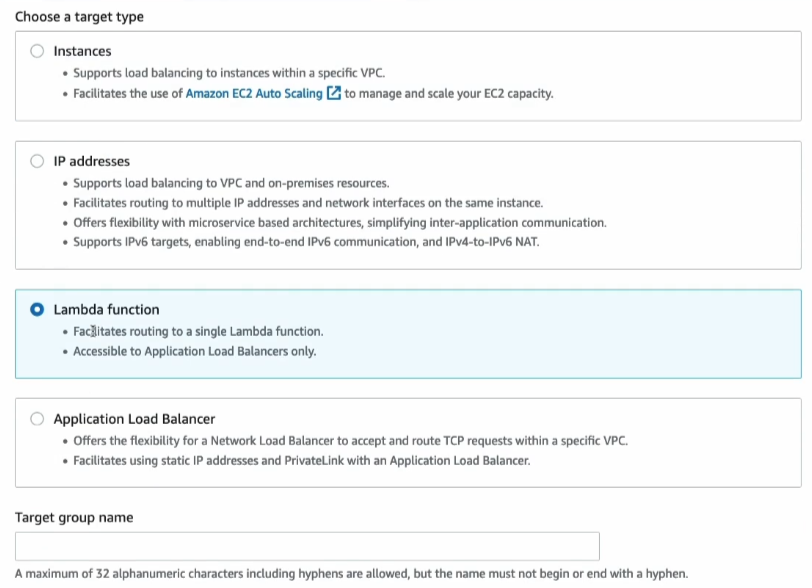 Choose a target type
Instances
• Supports load balancing to instances within a specific VPC.
• Facilitates the use of Amazon EC2 Auto Scaling to manage and scale your EC2 capacity.
IP addresses
• Supports load balancing to VPC and on-premises resources.
• Facilitates routing to multiple IP addresses and network interfaces on the same instance.
• Offers flexibility with microservice based architectures, simplifying inter-application communication.
• Supports IPv6 targets, enabling end-to-end IPv6 communication, and IPv4-to-IPv6 NAT.
Lambda function
• Facilitates routing to a single Lambda function.
• Accessible to Application Load Balancers only.
Application Load Balancer
• Offers the flexibility for a Network Load Balancer to accept and route TCP requests within a specific VPC.
• Facilitates using static IP addresses and PrivateLink with an Application Load Balancer.
Target group name
A maximum of 32 alphanumeric characters including hyphens are allowed, but the name must not begin or end with a hyphen.